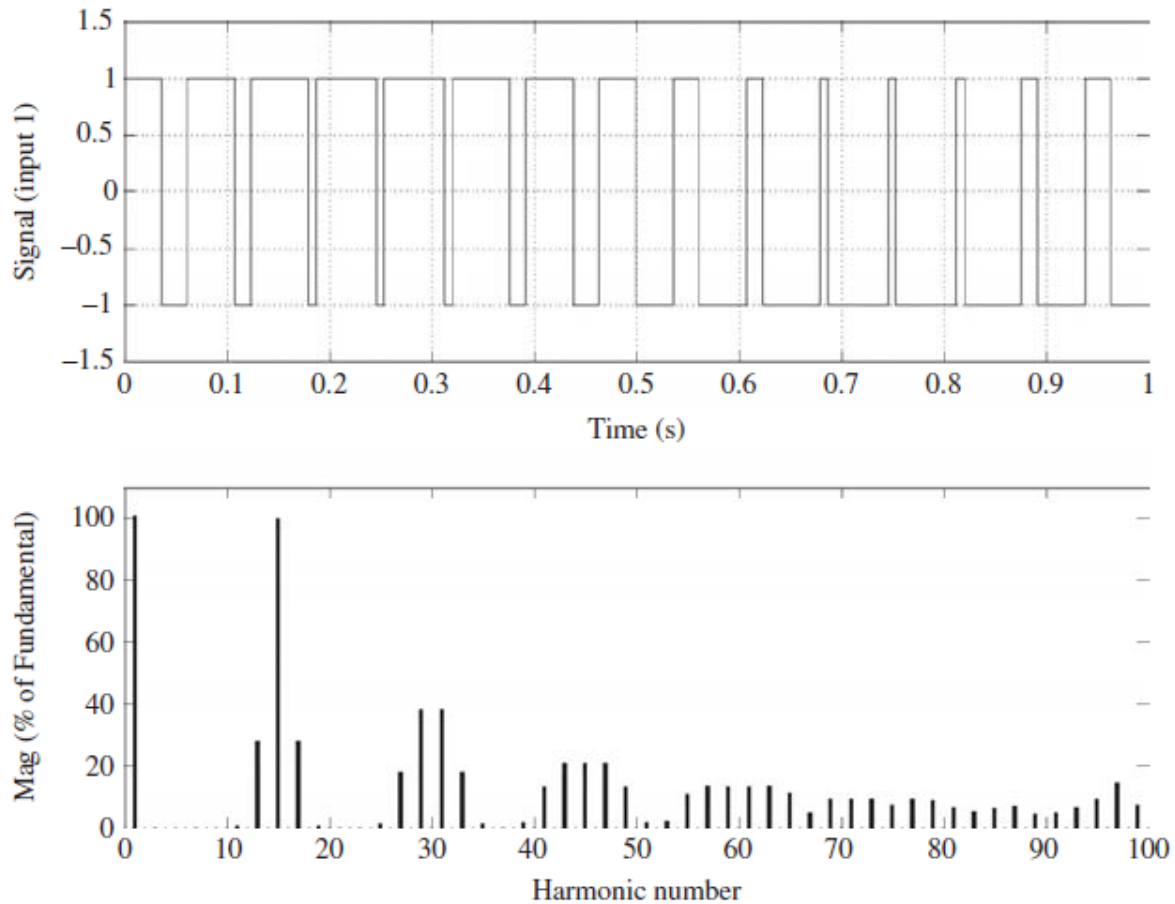 1.5
1
0.5
0
–0.5
–1
–1.5
Signal (input 1)
0 0.1 0.2 0.3 0.4 0.5 0.6 0.7 0.8 0.9 1
Time (s)
100
80
60
40
20
0
Mag (% of Fundamental)
0 10 20 30 40 50 60 70 80 90 100
Harmonic number